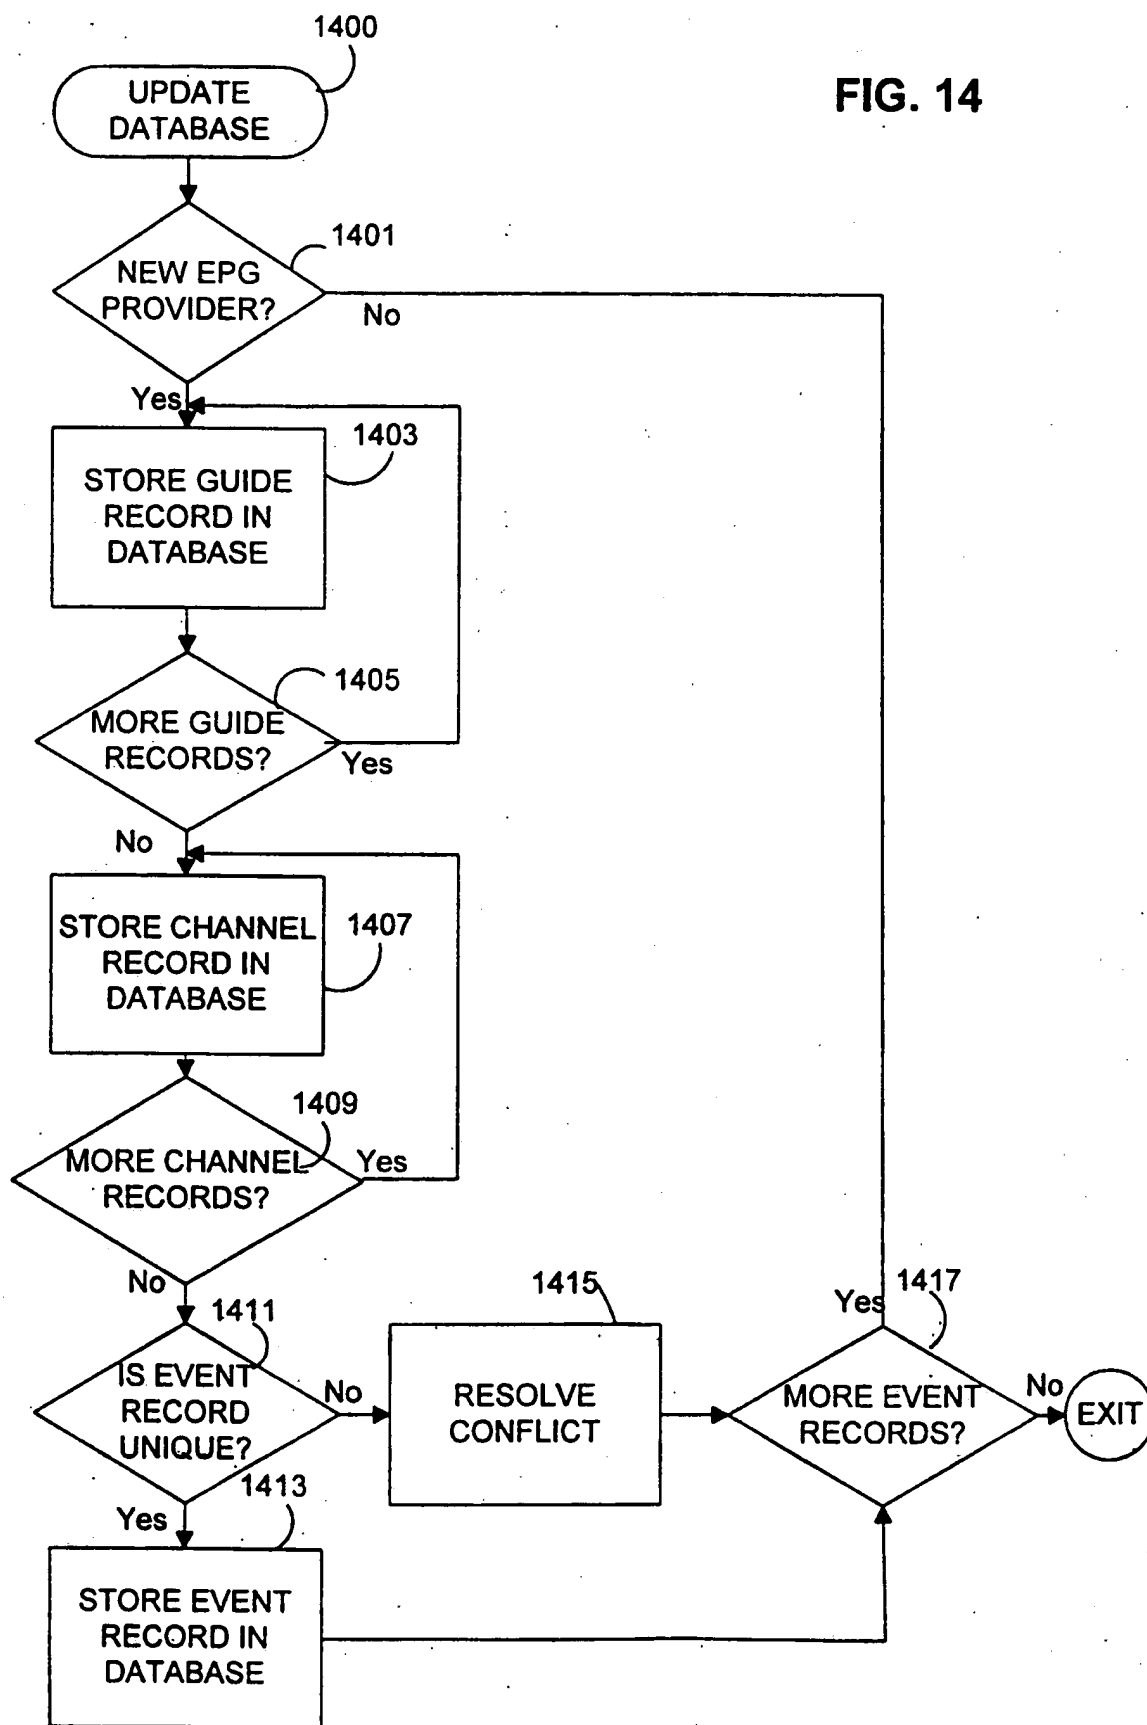 1400
UPDATE
DATABASE
FIG. 14
1401
NEW EPG
PROVIDER?
No
Yes
1403
STORE GUIDE
RECORD IN
DATABASE
1405
MORE GUIDE
RECORDS?
Yes
No
STORE CHANNEL
RECORD IN
DATABASE
1407
1409
MORE CHANNEL
RECORDS?
Yes
No
1411
IS EVENT
RECORD
UNIQUE?
No
1415
RESOLVE
CONFLICT
1417
Yes
MORE EVENT
RECORDS?
No
EXIT
1413
Yes
STORE EVENT
RECORD IN
DATABASE